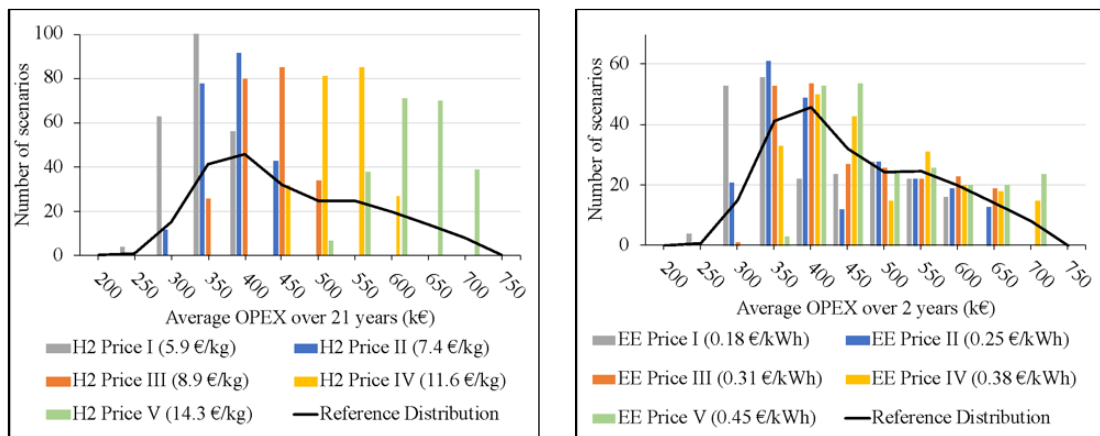 Number of scenarios
100
80
60
40
20
0
200 250 300 350 400 450 500 550 600 650 700 750
Average OPEX over 21 years (k€)
H2 Price I (5.9 €/kg) H2 Price II (7.4 €/kg)
H2 Price III (8.9 €/kg) H2 Price IV (11.6 €/kg)
H2 Price V (14.3 €/kg) Reference Distribution
Number of scenarios
60
40
20
0
200 250 300 350 400 450 500 550 600 650 700 750
Average OPEX over 2 years (k€)
EE Price I (0.18 €/kWh) EE Price II (0.25 €/kWh)
EE Price III (0.31 €/kWh) EE Price IV (0.38 €/kWh)
EE Price V (0.45 €/kWh) Reference Distribution